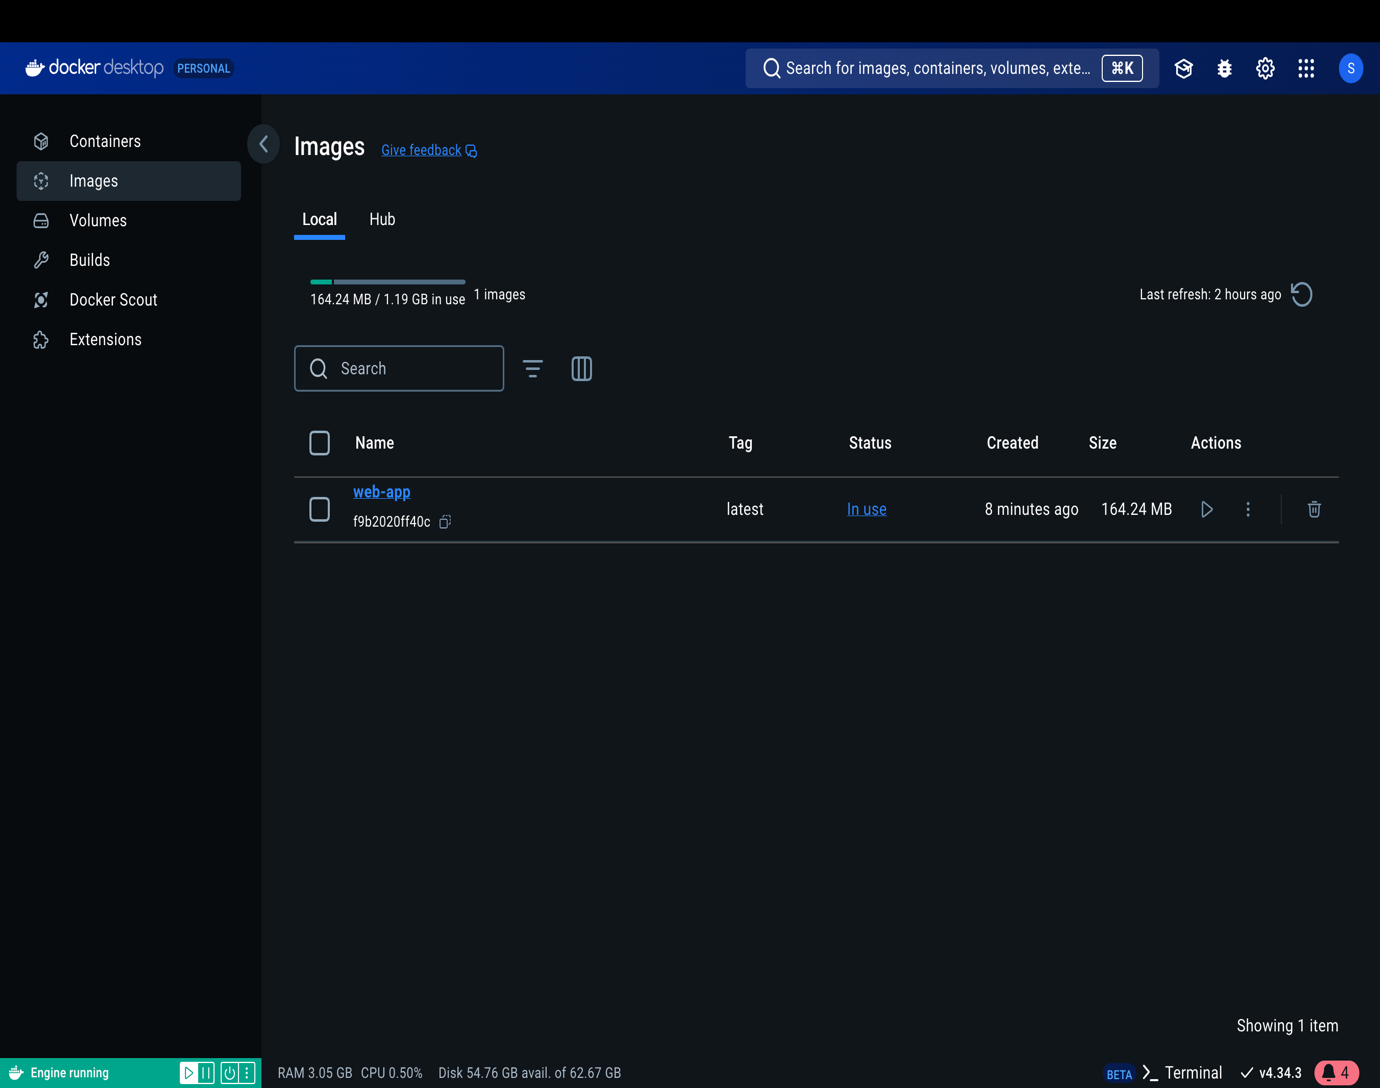 docker desktop PERSONAL
Search for images, containers, volumes, exte... ⌘K
S
Containers
Images
Volumes
Builds
Docker Scout
Extensions
Images Give feedback
Local Hub
164.24 MB / 1.19 GB in use 1 images
Last refresh: 2 hours ago
Search
Name Tag Status Created Size Actions
web-app
f9b2020ff40c
latest In use 8 minutes ago 164.24 MB
Showing 1 item
Engine running
RAM 3.05 GB CPU 0.50% Disk 54.76 GB avail. of 62.67 GB
BETA >_ Terminal v4.34.3 4